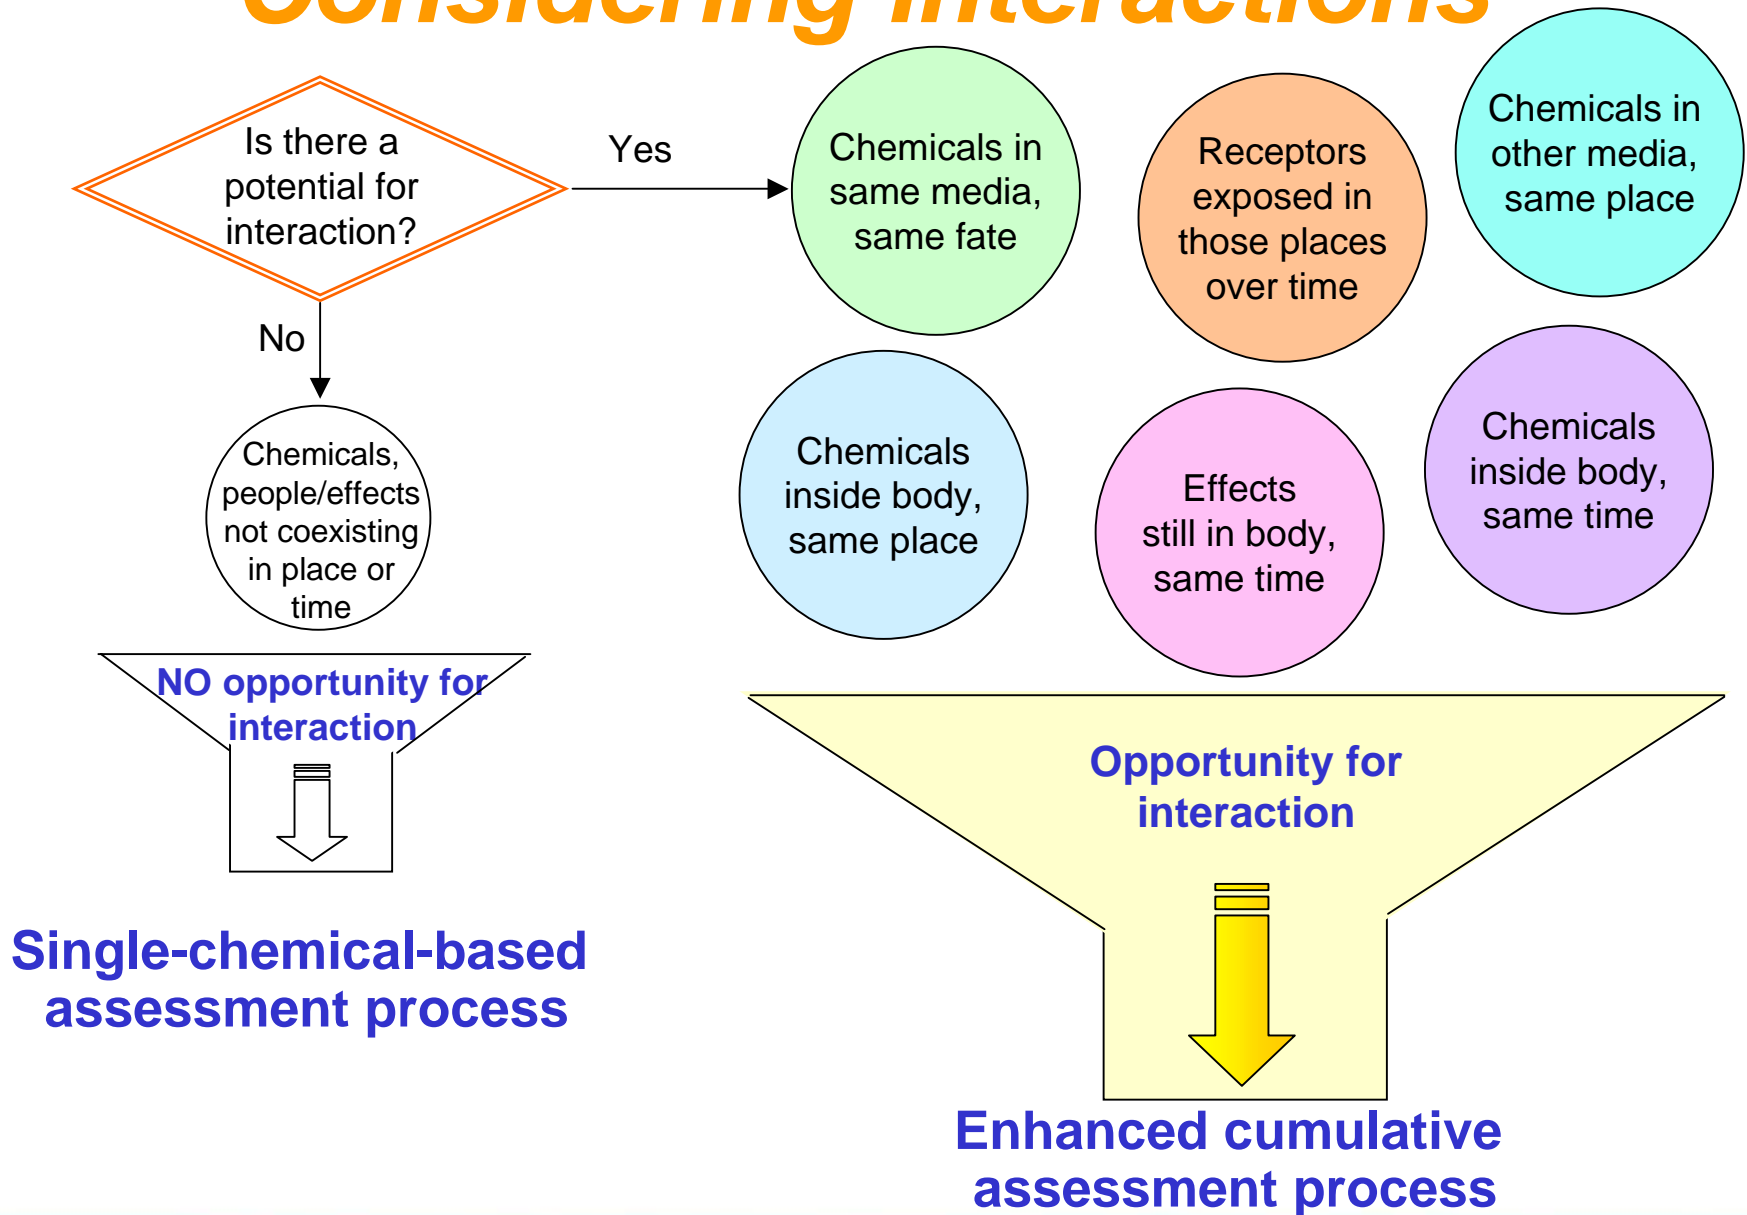 Considering Interactions
Is there a
potential for
interaction?
Yes
No
Chemicals,
people/effects
not coexisting
in place or
time
NO opportunity for
interaction
Single-chemical-based
assessment process
Chemicals in
same media,
same fate
Receptors
exposed in
those places
over time
Chemicals in
other media,
same place
Chemicals
inside body,
same place
Effects
still in body,
same time
Chemicals
inside body,
same time
Opportunity for
interaction
Enhanced cumulative
assessment process